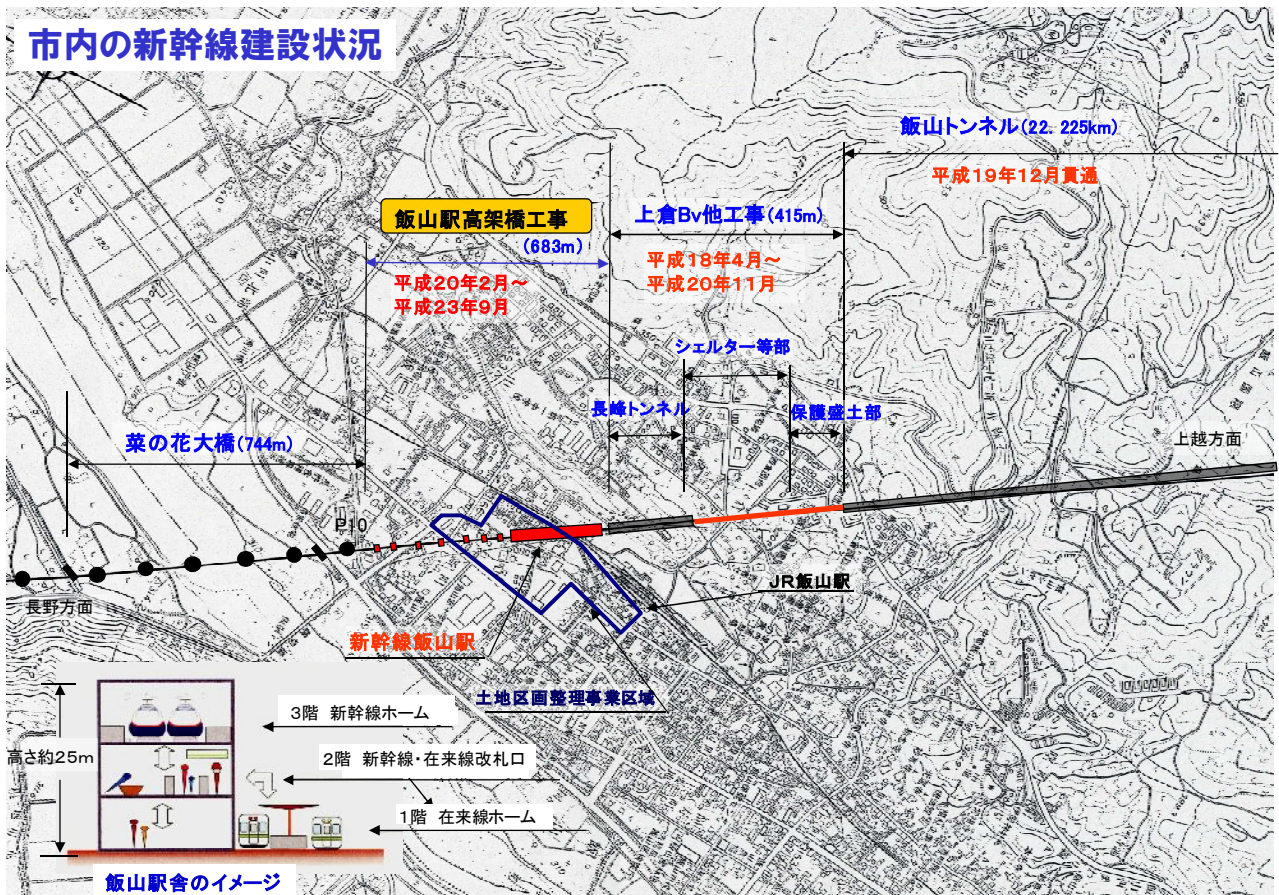 市内の新幹線建設状況
飯山トンネル(22. 225km)
平成19年12月貫通
飯山駅高架橋工事
(683m)
平成20年2月~
平成23年9月
上倉Bv他工事(415m)
平成18年4月~
平成20年11月
シェルター等部
長峰トンネル
保護盛土部
菜の花大橋(744m)
上越方面
P10
長野方面
JR飯山駅
新幹線飯山駅
土地区画整理事業区域
3階 新幹線ホーム
高さ約25m
2階 新幹線・在来線改札口
1階 在来線ホーム
飯山駅舎のイメージ